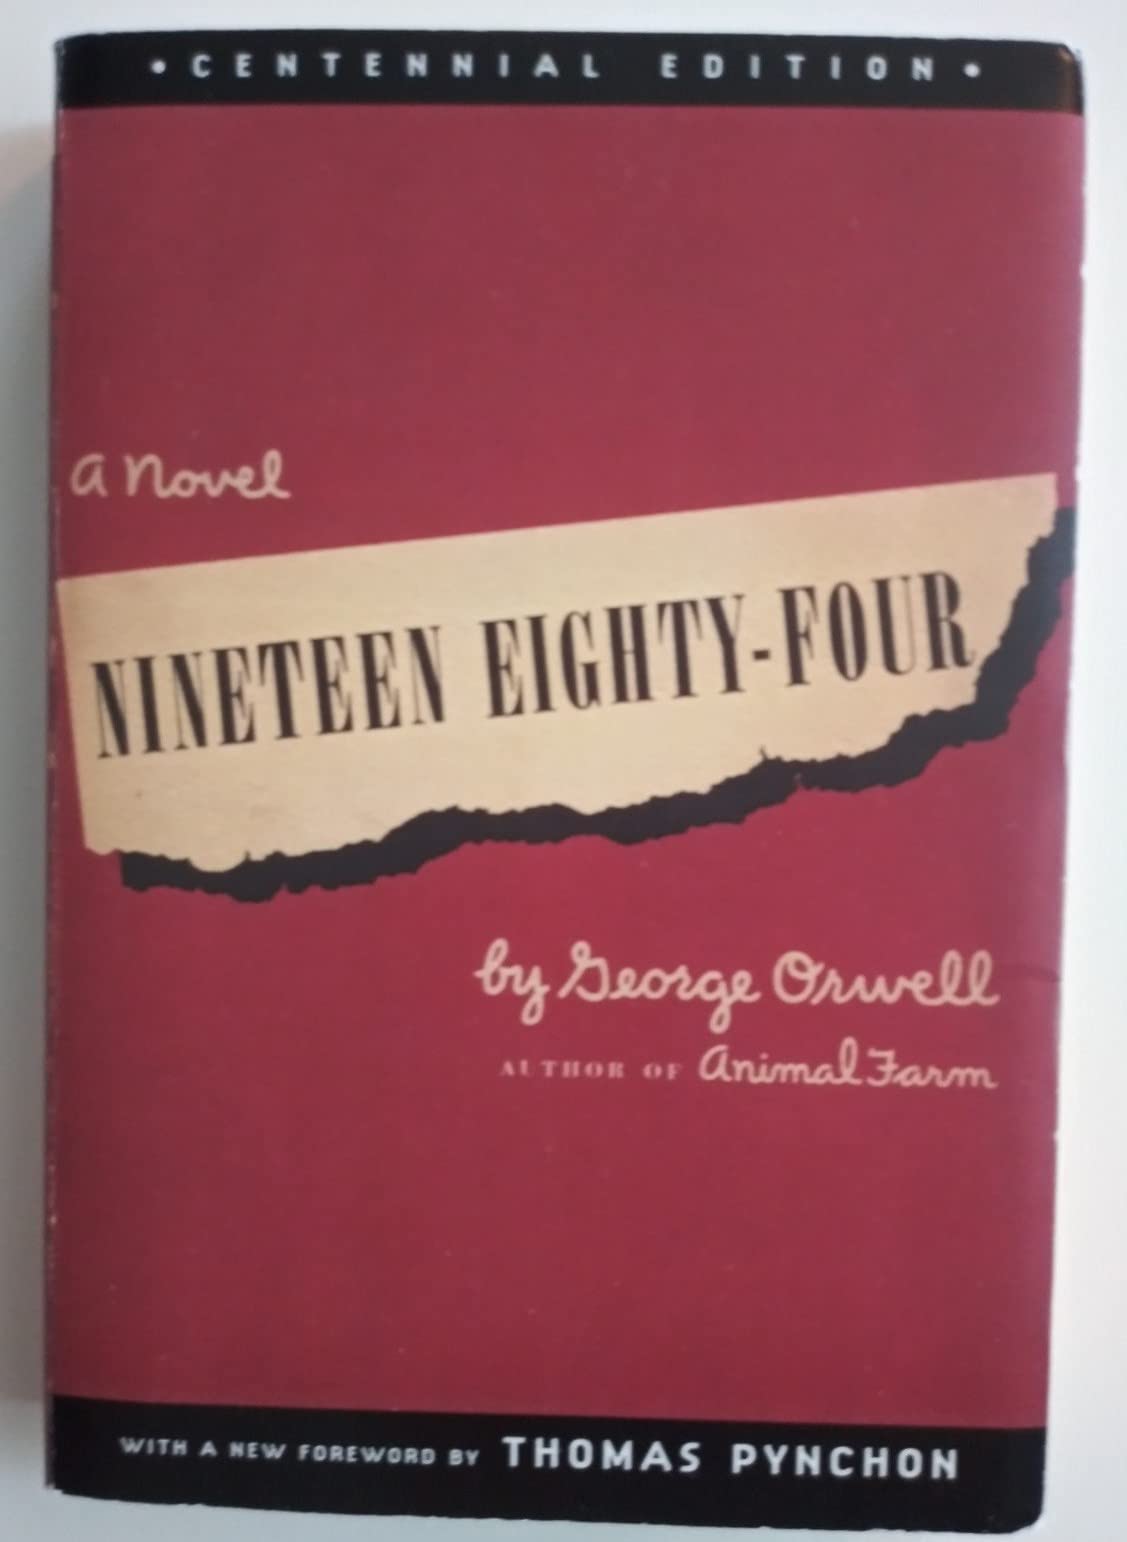 • CENTENNIAL EDITION •
a Novel
NINETEEN EIGHTY-FOUR
by George Orwell
AUTHOR OF Animal Farm
WITH A NEW FOREWORD BY THOMAS PYNCHON